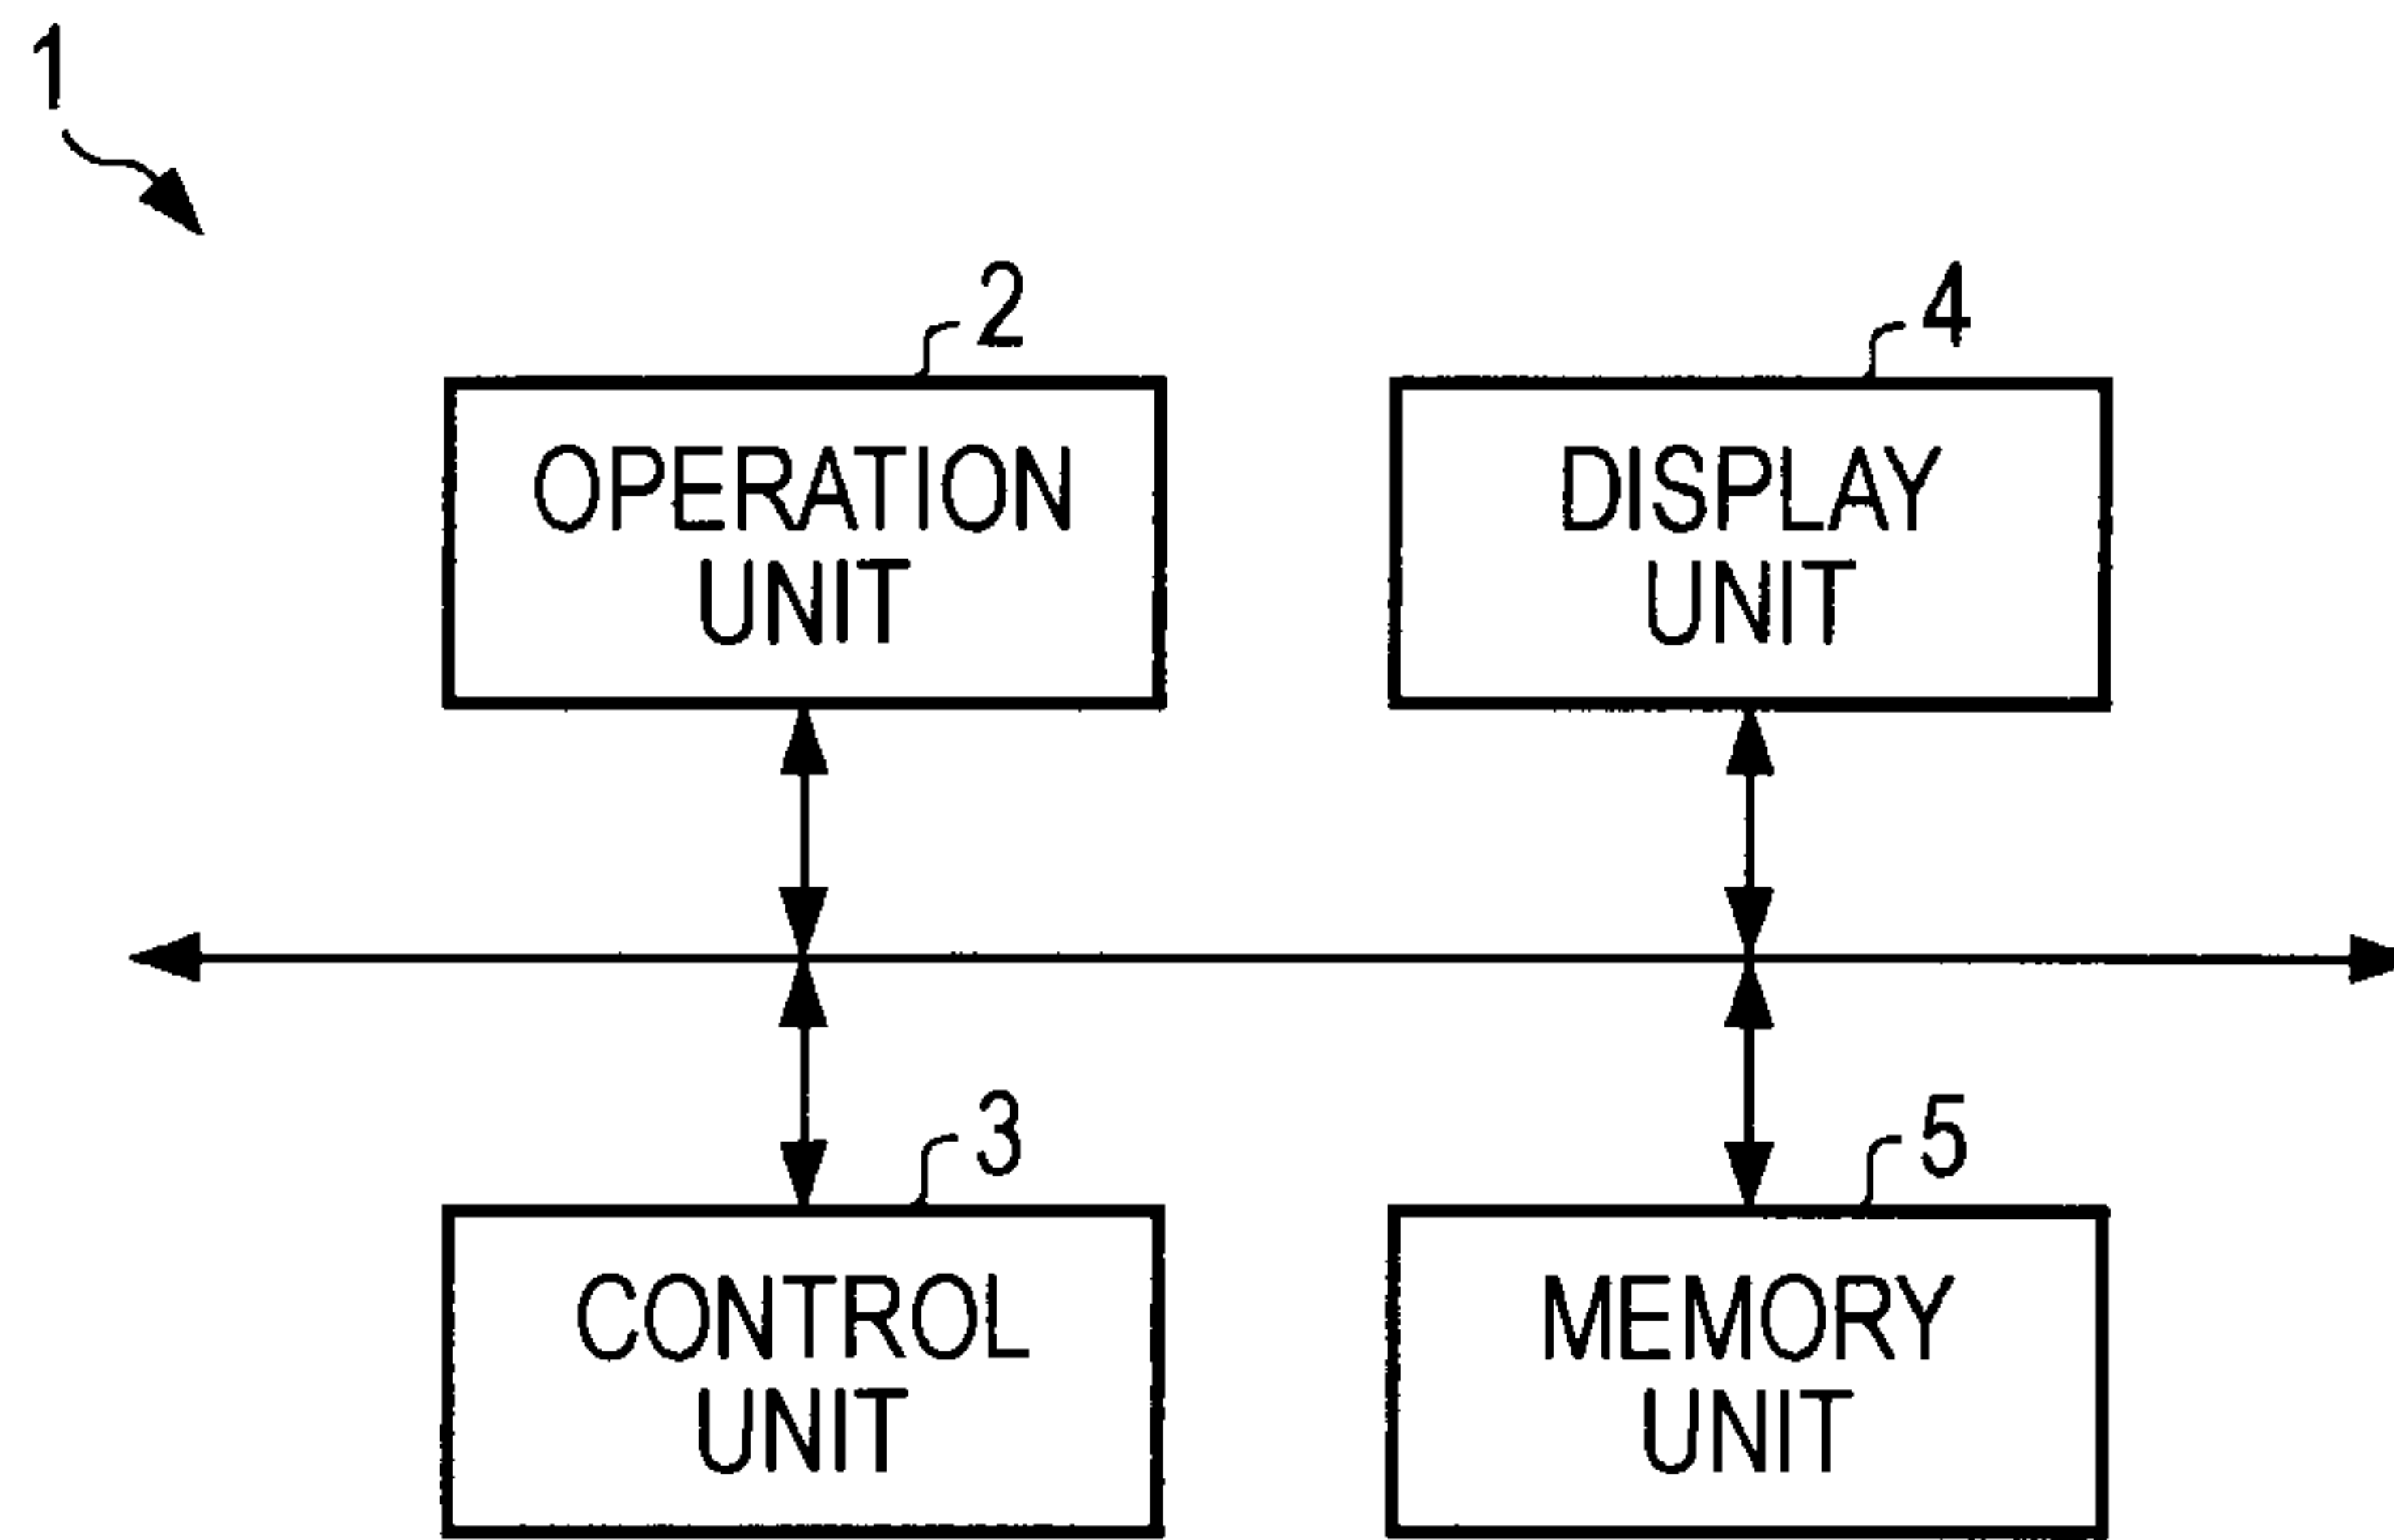 1
2
OPERATION
UNIT
4
DISPLAY
UNIT
3
CONTROL
UNIT
5
MEMORY
UNIT